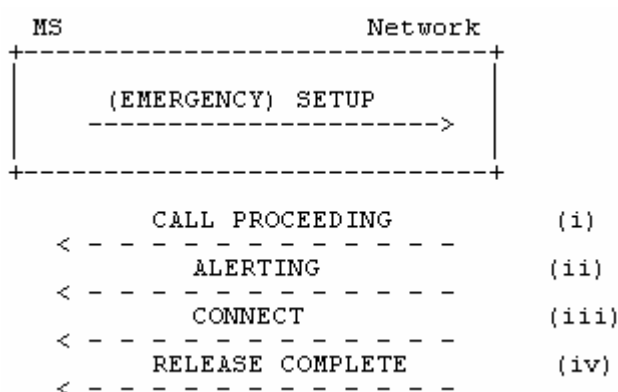 MS Network
(EMERGENCY) SETUP
CALL PROCEEDING (i)
ALERTING (ii)
CONNECT (iii)
RELEASE COMPLETE (iv)